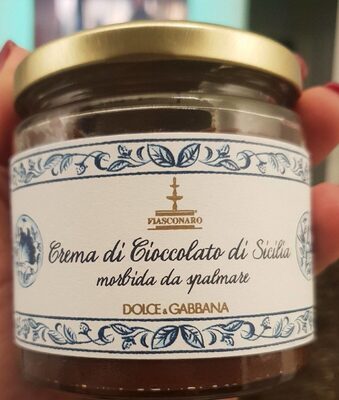 FIASCONARO
Crema di Cioccolato di Sicilia
morbida da spalmare
DOLCE & GABBANA